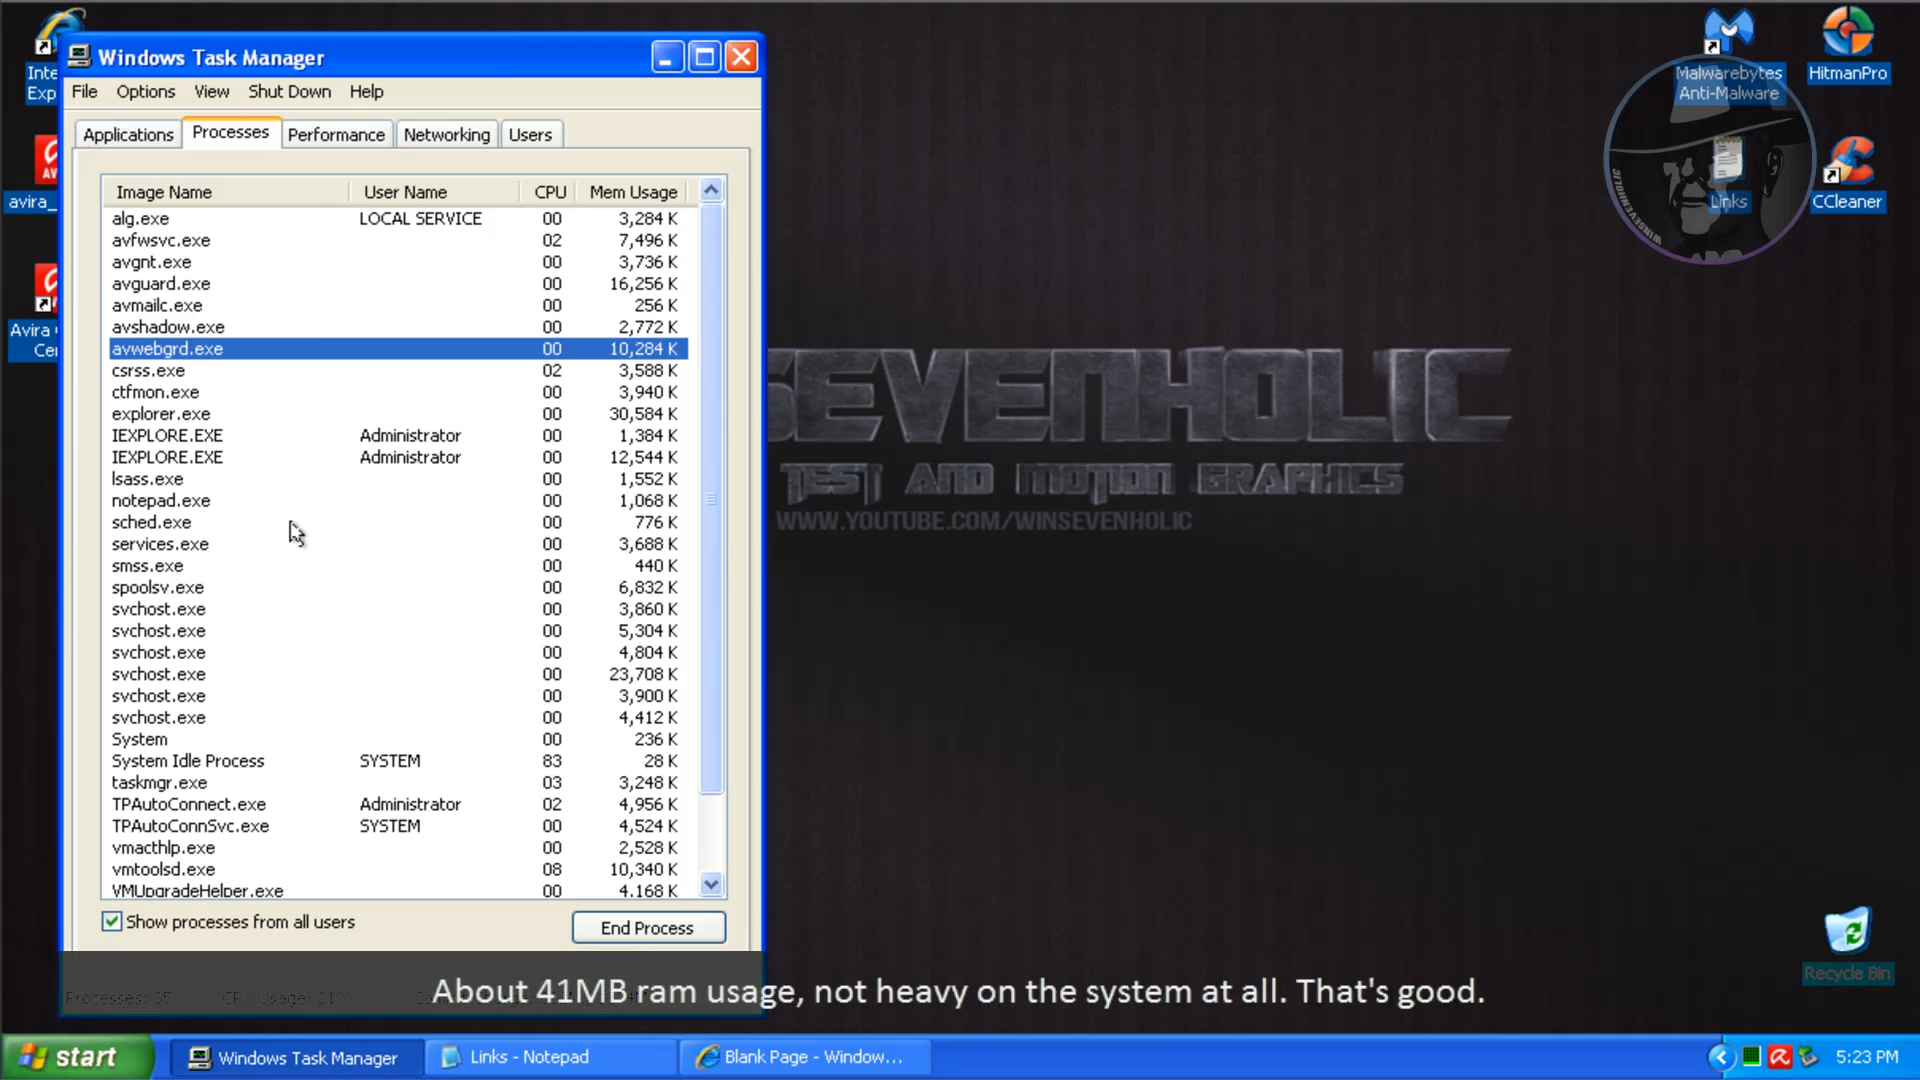 Windows Task Manager
File Options View Shut Down Help
Applications Processes Performance Networking Users
Image Name User Name CPU Mem Usage
alg.exe LOCAL SERVICE 00 3,284 K
avfwsvc.exe 02 7,496 K
avgnt.exe 00 3,736 K
avguard.exe 00 16,256 K
avmailc.exe 00 256 K
avshadow.exe 00 2,772 K
avwebgrd.exe 00 10,284 K
csrss.exe 02 3,588 K
ctfmon.exe 00 3,940 K
explorer.exe 00 30,584 K
IEXPLORE.EXE Administrator 00 1,384 K
IEXPLORE.EXE Administrator 00 12,544 K
lsass.exe 00 1,552 K
notepad.exe 00 1,068 K
sched.exe 00 776 K
services.exe 00 3,688 K
smss.exe 00 440 K
spoolsv.exe 00 6,832 K
svchost.exe 00 3,860 K
svchost.exe 00 5,304 K
svchost.exe 00 4,804 K
svchost.exe 00 23,708 K
svchost.exe 00 3,900 K
svchost.exe 00 4,412 K
System 00 236 K
System Idle Process SYSTEM 83 28 K
taskmgr.exe 03 3,248 K
TPAutoConnect.exe Administrator 02 4,956 K
TPAutoConnSvc.exe SYSTEM 00 4,524 K
vmacthlp.exe 00 2,528 K
vmtoolsd.exe 08 10,340 K
VMUpgradeHelper.exe 00 4,168 K
Show processes from all users
End Process
Inte
Exp
avira_
Avira
Cen
Malwarebytes
Anti-Malware
HitmanPro
Links
CCleaner
WINSEVENHOLIC
SEVENHOLIC
TEST AND MOTION GRAPHICS
WWW.YOUTUBE.COM/WINSEVENHOLIC
Recycle Bin
About 41MB ram usage, not heavy on the system at all. That's good.
start
Windows Task Manager
Links - Notepad
Blank Page - Window...
5:23 PM